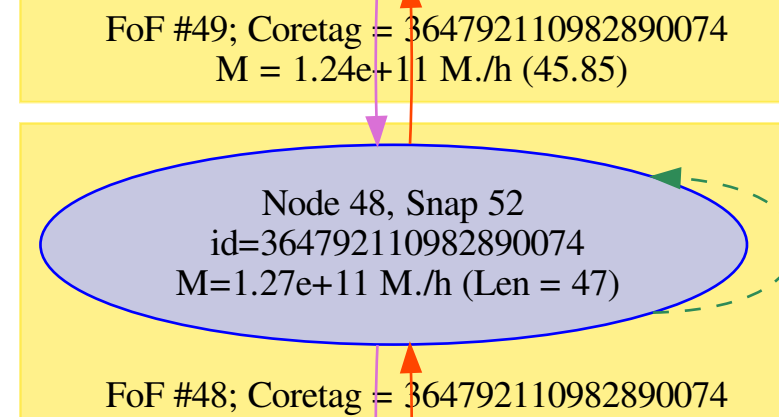 FoF #49; Coretag = 364792110982890074
M = 1.24e+11 M./h (45.85)
Node 48, Snap 52
id=364792110982890074
M=1.27e+11 M./h (Len = 47)
FoF #48; Coretag = 364792110982890074